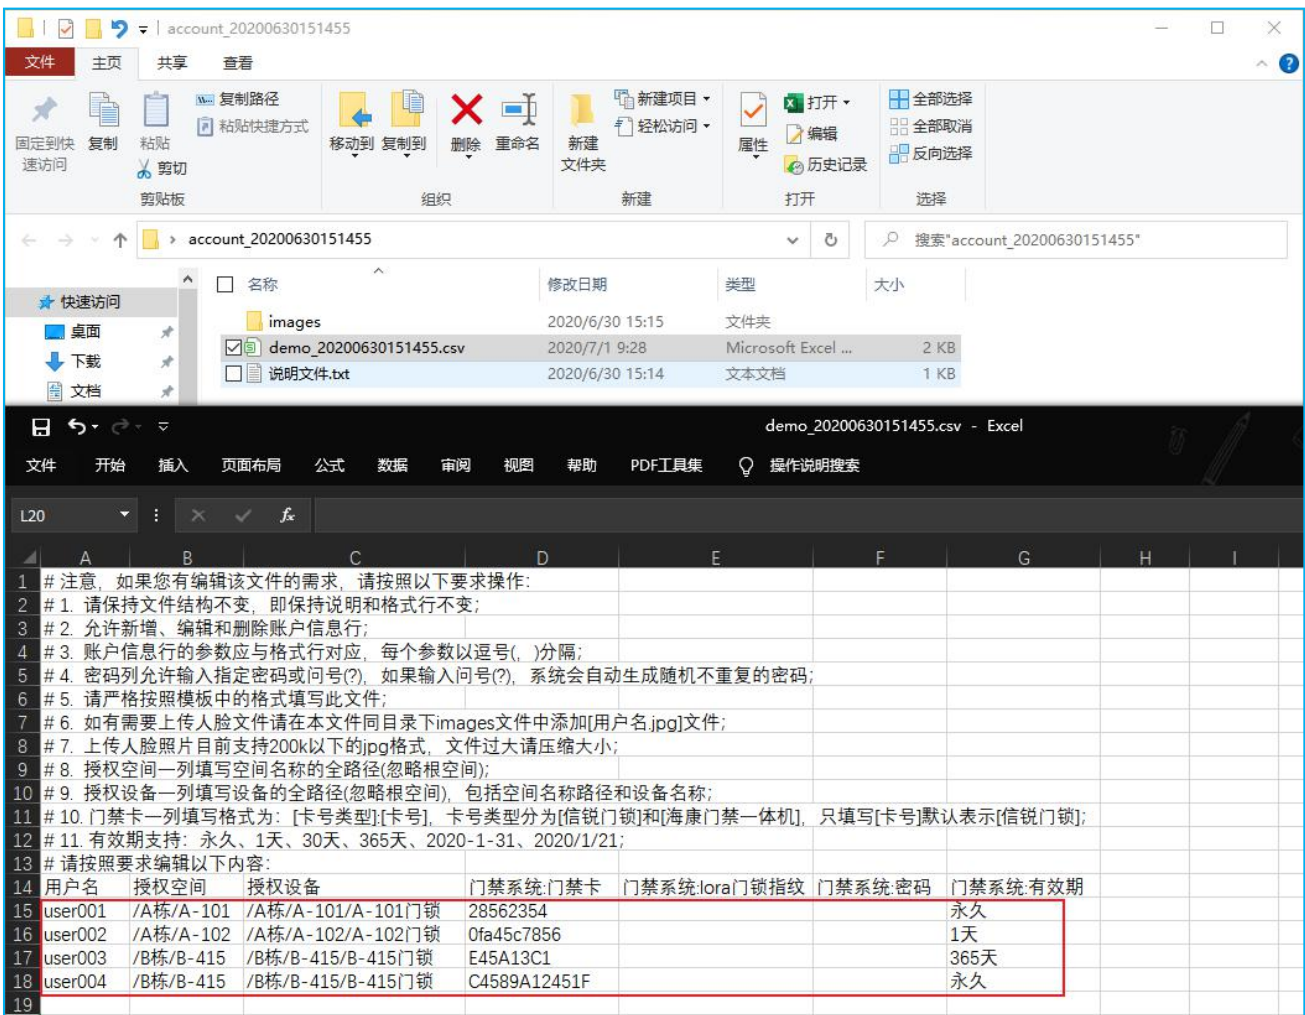 account_20200630151455
文件 主页 共享 查看
固定到快速访问
复制
粘贴
复制路径
粘贴快捷方式
剪切
剪贴板
移动到 复制到 删除 重命名
组织
新建文件夹
新建项目
轻松访问
新建
属性
打开
编辑
历史记录
打开
全部选择
全部取消
反向选择
选择
account_20200630151455
搜索"account_20200630151455"
快速访问
桌面
下载
文档
名称 修改日期 类型 大小
images 2020/6/30 15:15 文件夹
demo_20200630151455.csv 2020/7/1 9:28 Microsoft Excel ... 2 KB
说明文件.txt 2020/6/30 15:14 文本文档 1 KB
demo_20200630151455.csv - Excel
文件 开始 插入 页面布局 公式 数据 审阅 视图 帮助 PDF工具集 操作说明搜索
L20 fx
A B C D E F G H I
1 # 注意，如果您有编辑该文件的需求，请按照以下要求操作:
2 # 1. 请保持文件结构不变，即保持说明和格式行不变;
3 # 2. 允许新增、编辑和删除账户信息行;
4 # 3. 账户信息行的参数应与格式行对应，每个参数以逗号(，)分隔;
5 # 4. 密码列允许输入指定密码或问号(?)，如果输入问号(?)，系统会自动生成随机不重复的密码;
6 # 5. 请严格按照模板中的格式填写此文件;
7 # 6. 如有需要上传人脸文件请在本文件同目录下images文件中添加[用户名.jpg]文件;
8 # 7. 上传人脸照片目前支持200k以下的jpg格式，文件过大请压缩大小;
9 # 8. 授权空间一列填写空间名称的全路径(忽略根空间);
10 # 9. 授权设备一列填写设备的全路径(忽略根空间)，包括空间名称路径和设备名称;
11 # 10. 门禁卡一列填写格式为：[卡号类型]:[卡号]，卡号类型分为[信锐门锁]和[海康门禁一体机]，只填写[卡号]默认表示[信锐门锁];
12 # 11. 有效期支持：永久、1天、30天、365天、2020-1-31、2020/1/21;
13 # 请按照要求编辑以下内容:
14 用户名 授权空间 授权设备 门禁系统:门禁卡 门禁系统:lora门锁指纹 门禁系统:密码 门禁系统:有效期
15 user001 /A栋/A-101 /A栋/A-101/A-101门锁 28562354 永久
16 user002 /A栋/A-102 /A栋/A-102/A-102门锁 0fa45c7856 1天
17 user003 /B栋/B-415 /B栋/B-415/B-415门锁 E45A13C1 365天
18 user004 /B栋/B-415 /B栋/B-415/B-415门锁 C4589A12451F 永久
19